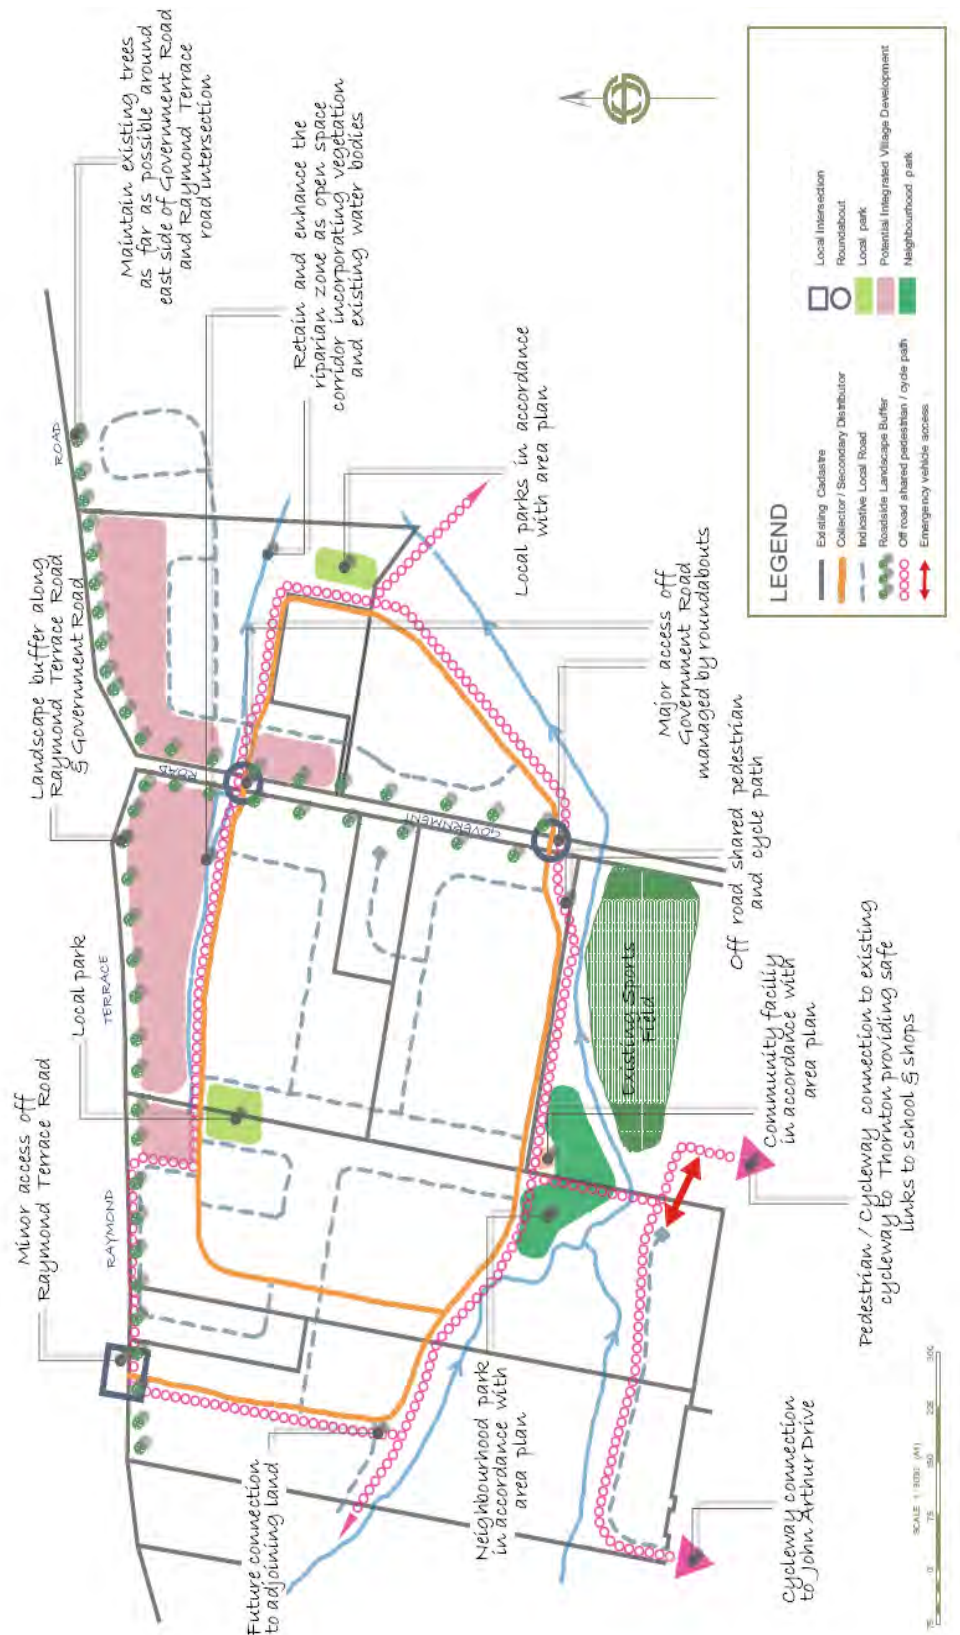 Minor access off
Raymond Terrace Road
Local park
Landscape buffer along
Raymond Terrace Road
& Government Road
Maintain existing trees
as far as possible around
east side of Government Road
and Raymond Terrace
road intersection
RAYMOND
TERRACE
ROAD
ROAD
GOVERNMENT
Retain and enhance the
riparian zone as open space
corridor incorporating vegetation
and existing water bodies
Local parks in accordance
with area plan
Major access off
Government Road
managed by roundabouts
Off road shared pedestrian
and cycle path
Existing Sports
Field
Community facility
in accordance with
area plan
Pedestrian / Cycleway connection to existing
cycleway to Thornton providing safe
links to school & shops
Future connection
to adjoining land
Neighbourhood park
in accordance with
area plan
Cycleway connection
to John Arthur Drive
LEGEND
Existing Cadastre
Collector / Secondary Distributor
Indicative Local Road
Roadside Landscape Buffer
Off road shared pedestrian / cycle path
Emergency vehicle access
Local Intersection
Roundabout
Local park
Potential Integrated Village Development
Neighbourhood park
75 0 75 150 225 300